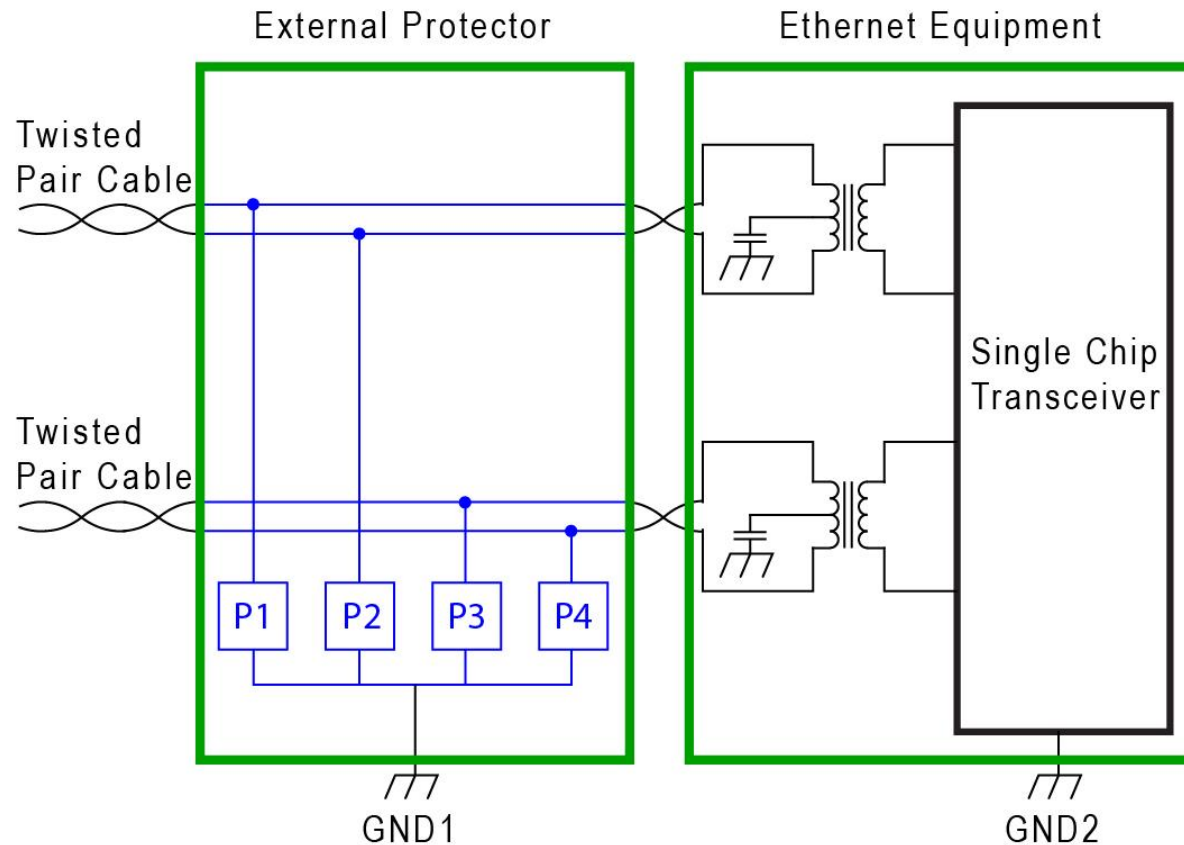 External Protector
Ethernet Equipment
Twisted
Pair Cable
Single Chip
Transceiver
Twisted
Pair Cable
P1
P2
P3
P4
GND1
GND2